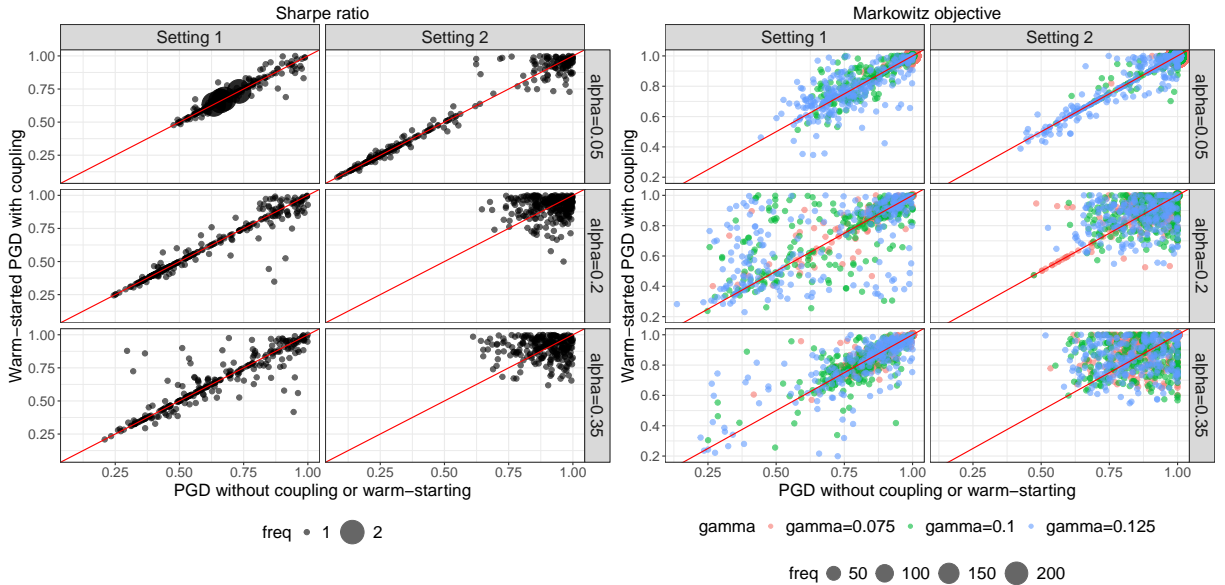 Sharpe ratio
Setting 1
Setting 2
Warm−started PGD with coupling
1.00
0.75
0.50
0.25
alpha=0.05
1.00
0.75
0.50
0.25
alpha=0.2
1.00
0.75
0.50
0.25
alpha=0.35
0.25
0.50
0.75
1.00
0.25
0.50
0.75
1.00
PGD without coupling or warm−starting
freq
1
2
Markowitz objective
Setting 1
Setting 2
Warm−started PGD with coupling
1.0
0.8
0.6
0.4
0.2
alpha=0.05
1.0
0.8
0.6
0.4
0.2
alpha=0.2
1.0
0.8
0.6
0.4
0.2
alpha=0.35
0.25
0.50
0.75
1.00
0.25
0.50
0.75
1.00
PGD without coupling or warm−starting
gamma
gamma=0.075
gamma=0.1
gamma=0.125
freq
50
100
150
200